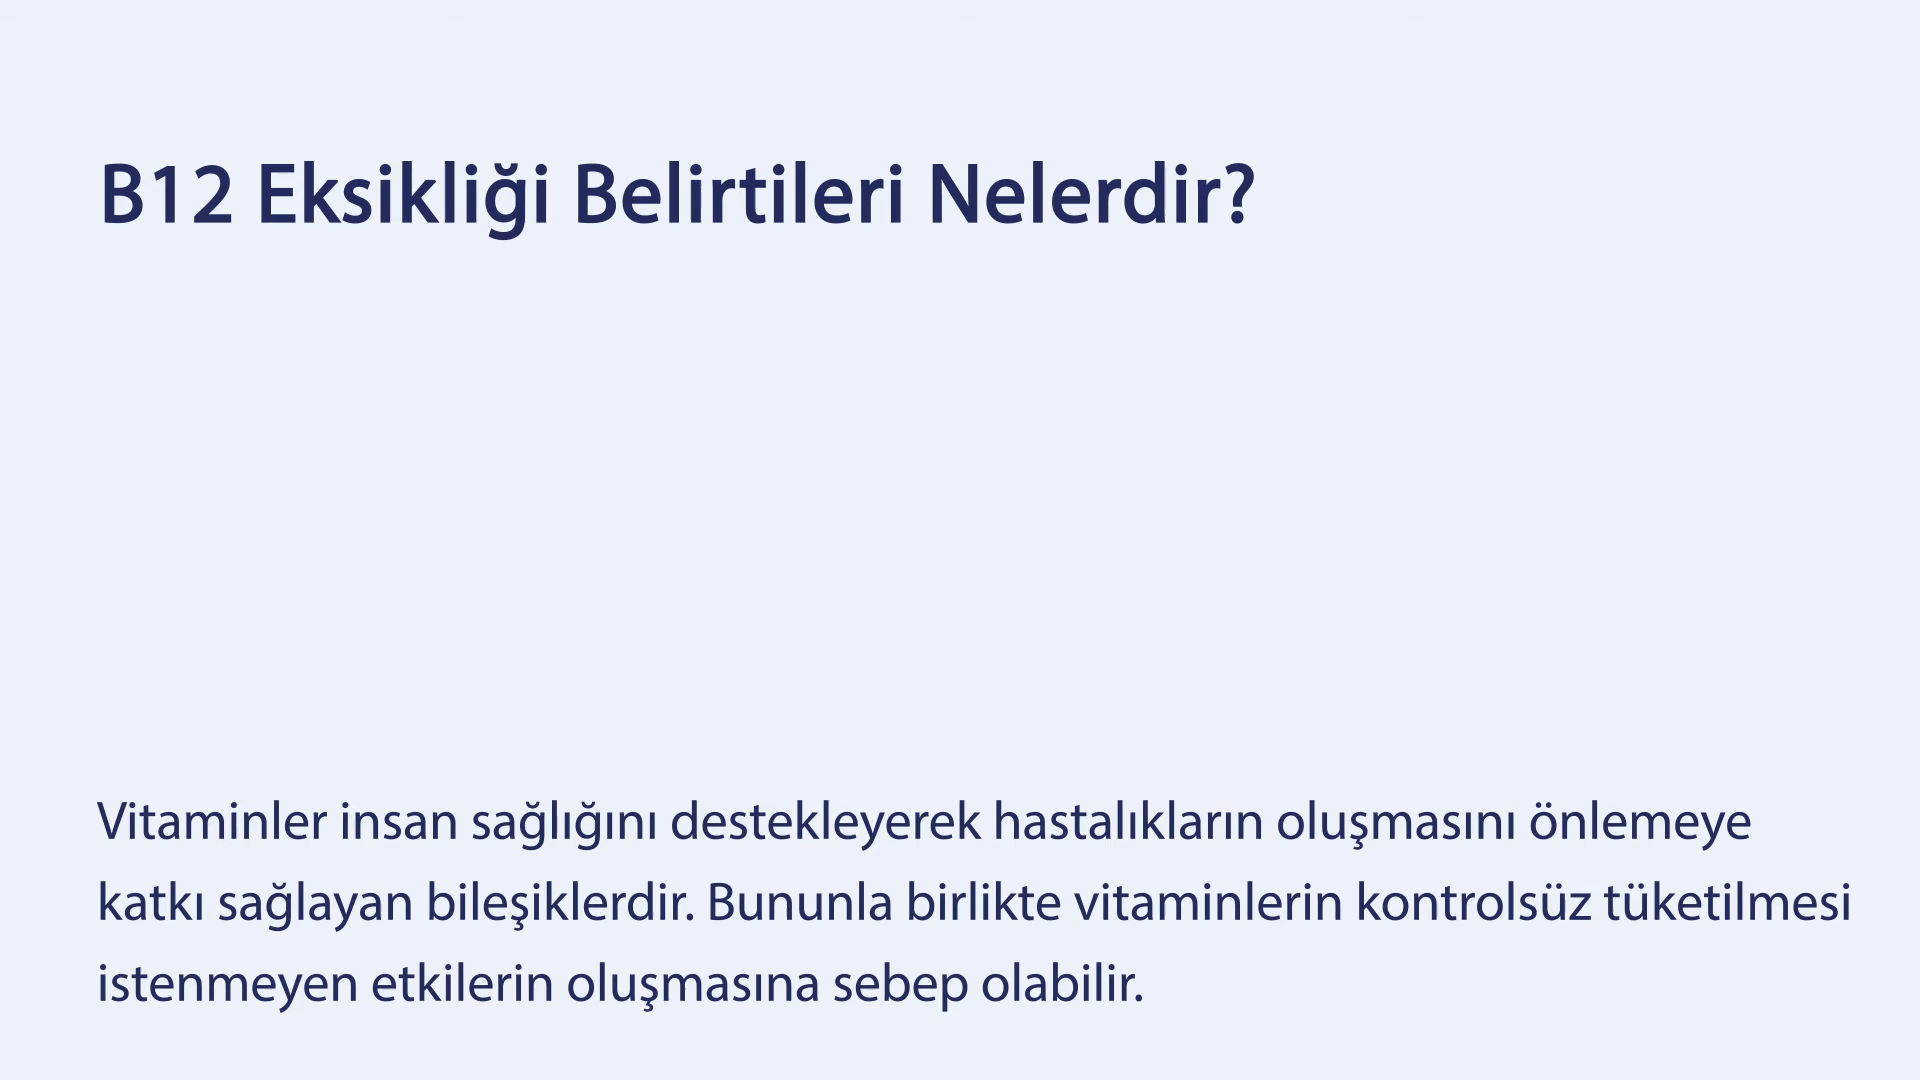 B12 Eksikliği Belirtileri Nelerdir?
Vitaminler insan sağlığını destekleyerek hastalıkların oluşmasını önlemeye
katkı sağlayan bileşiklerdir. Bununla birlikte vitaminlerin kontrolsüz tüketilmesi
istenmeyen etkilerin oluşmasına sebep olabilir.